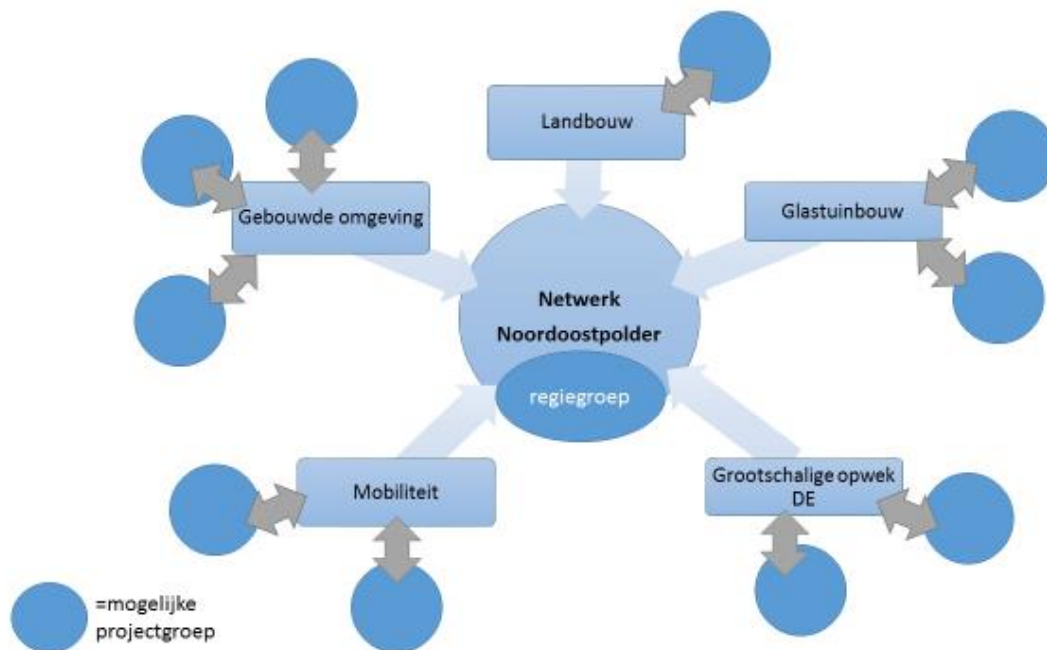 Landbouw
Gebouwde omgeving
Glastuinbouw
Netwerk
Noordoostpolder
regiegroep
Mobiliteit
Grootschalige opwek
DE
=mogelijke
projectgroep